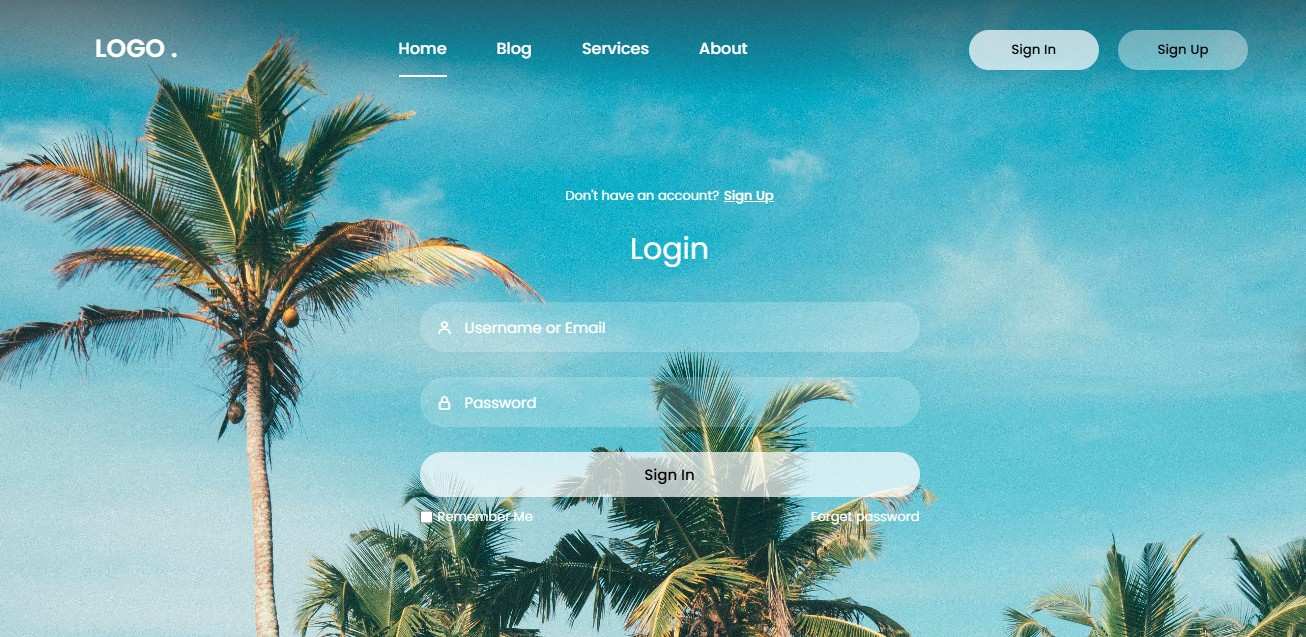 LOGO .
Home Blog Services About
Sign In Sign Up
Don't have an account? Sign Up
Login
Username or Email
Password
Sign In
Remember Me Forget password